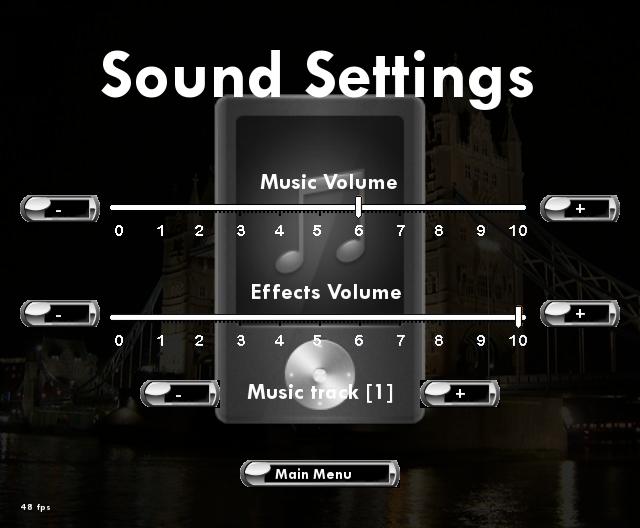 Sound Settings
Music Volume
- +
0 1 2 3 4 5 6 7 8 9 10
Effects Volume
- +
0 1 2 3 4 5 6 7 8 9 10
- Music track [1] +
Main Menu
48 fps